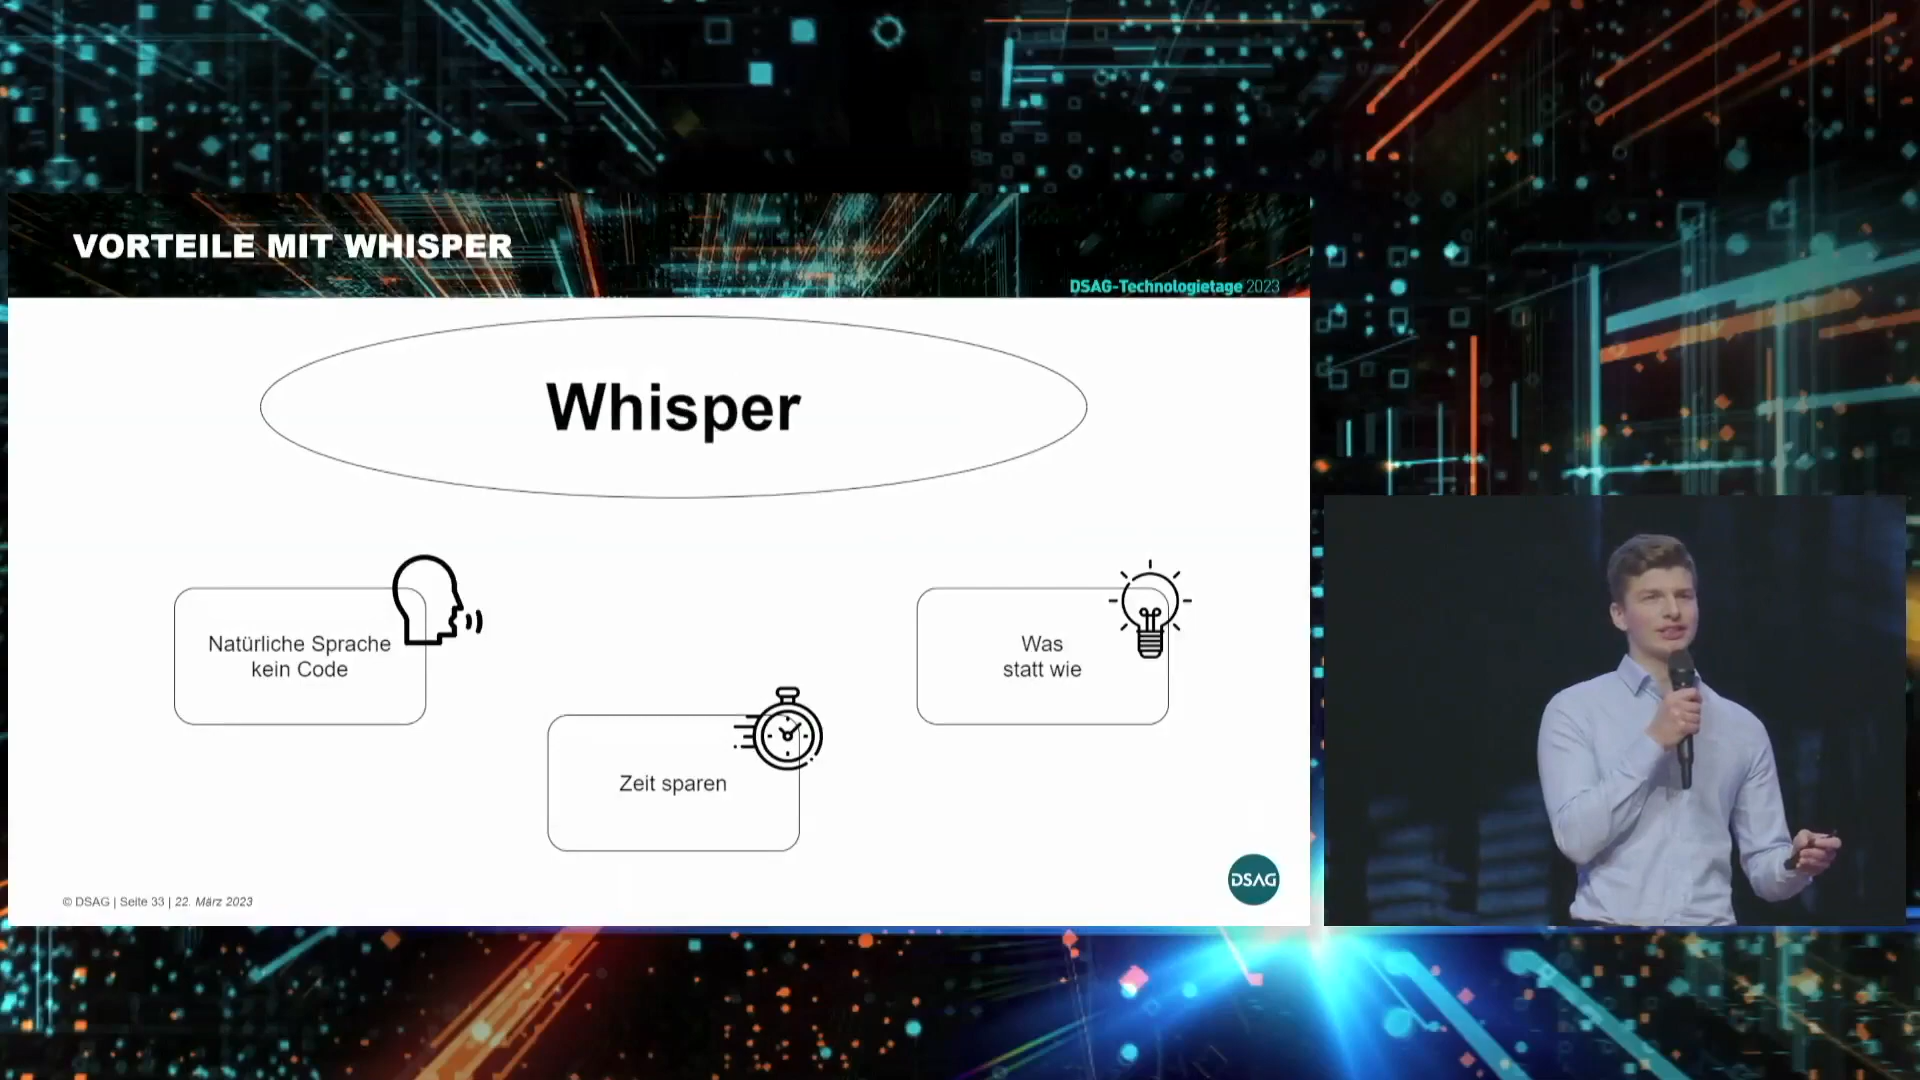 VORTEILE MIT WHISPER
DSAG-Technologietage 2023
Whisper
Natürliche Sprache
kein Code
Zeit sparen
Was
statt wie
© DSAG | Seite 33 | 22. März 2023
DSAG